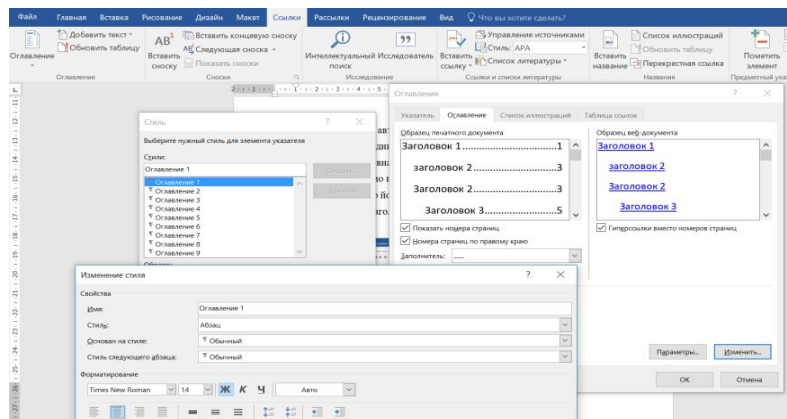 Файл Главная Вставка Рисование Дизайн Макет Ссылки Рассылки Рецензирование Вид Что вы хотите сделать?
Оглавление
Добавить текст
Обновить таблицу
Оглавление
AB1
Вставить сноску
Вставить концевую сноску
Следующая сноска
Показать сноски
Сноски
Интеллектуальный поиск
Исследователь
Исследование
Вставить ссылку
Управление источниками
Стиль: APA
Список литературы
Ссылки и списки литературы
Вставить название
Список иллюстраций
Обновить таблицу
Перекрестная ссылка
Названия
Пометить элемент
Предметный ука
Стиль ? ×
Выберите нужный стиль для элемента указателя
Стили:
Оглавление 1
Оглавление 1
Оглавление 2
Оглавление 3
Оглавление 4
Оглавление 5
Оглавление 6
Оглавление 7
Оглавление 8
Оглавление 9
Оглавление ? ×
Указатель Оглавление Список иллюстраций Таблица ссылок
Образец печатного документа
Заголовок 1.....................1
заголовок 2.................3
Заголовок 2.................3
Заголовок 3..............5
Показать номера страниц
Номера страниц по правому краю
Заполнитель: ......
Образец веб-документа
Заголовок 1
заголовок 2
Заголовок 2
Заголовок 3
Гиперссылки вместо номеров страниц
Параметры... Изменить...
ОК Отмена
Изменение стиля ? ×
Свойства
Имя: Оглавление 1
Стиль: Абзац
Основан на стиле: ¶ Обычный
Стиль следующего абзаца: ¶ Обычный
Форматирование
Times New Roman 14 Ж К Ч Авто